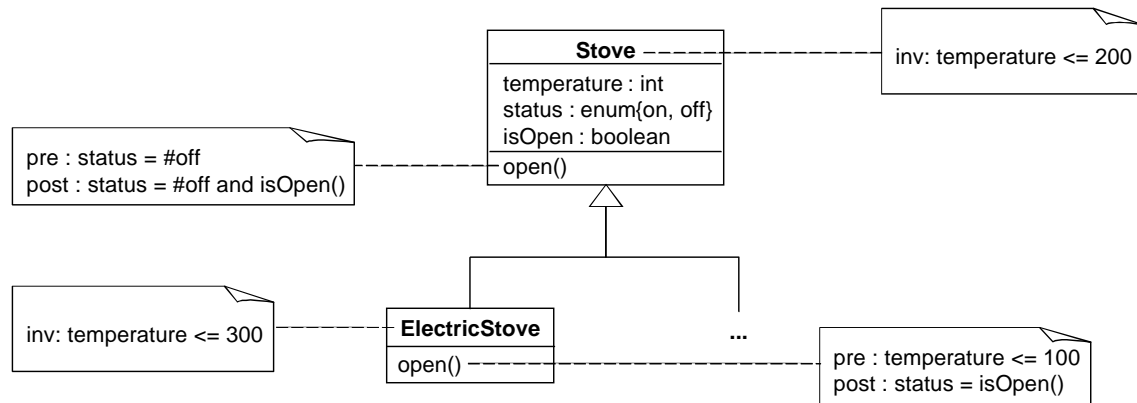 Stove
temperature : int
status : enum{on, off}
isOpen : boolean
open()
inv: temperature <= 200
pre : status = #off
post : status = #off and isOpen()
inv: temperature <= 300
ElectricStove
open()
...
pre : temperature <= 100
post : status = isOpen()